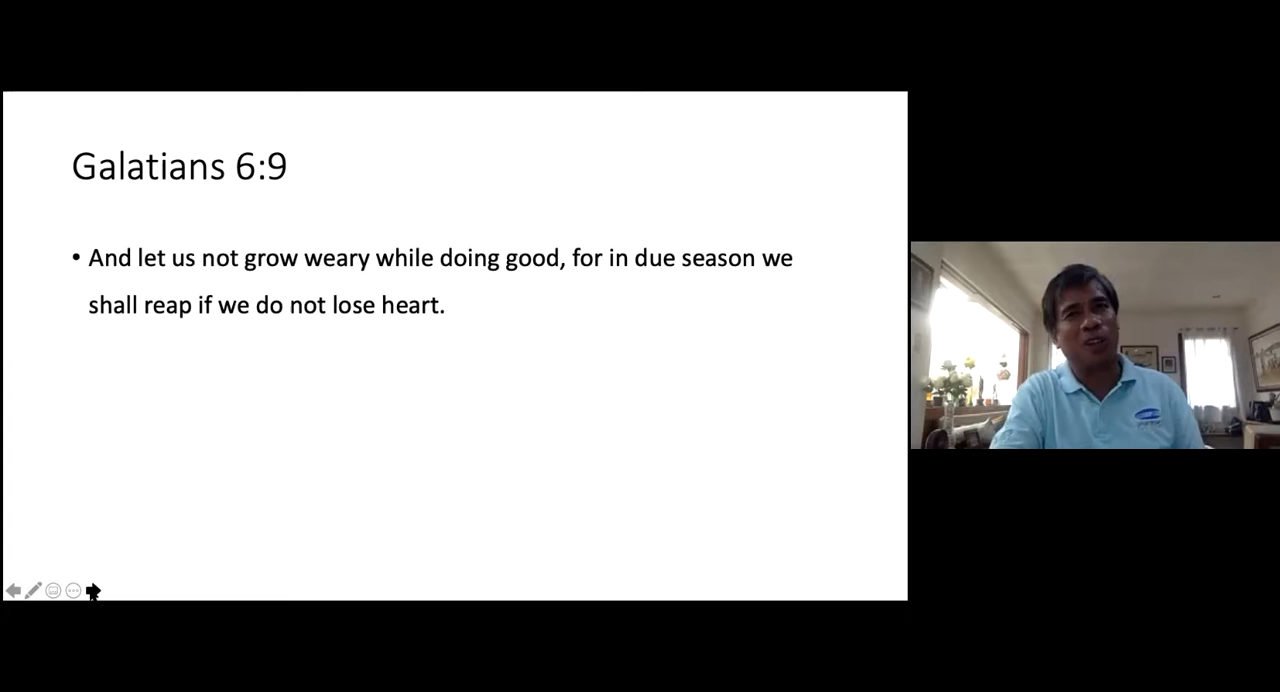 Galatians 6:9
• And let us not grow weary while doing good, for in due season we
shall reap if we do not lose heart.